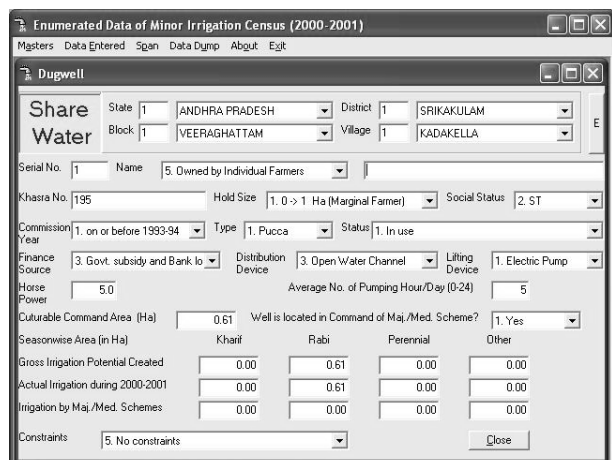 Enumerated Data of Minor Irrigation Census (2000-2001)
Masters Data Entered Span Data Dump About Exit
Dugwell
Share Water
State 1 ANDHRA PRADESH District 1 SRIKAKULAM
Block 1 VEERAGHATTAM Village 1 KADAKELLA
E
Serial No. 1 Name 5. Owned by Individual Farmers
Khasra No. 195 Hold Size 1. 0 -> 1 Ha (Marginal Farmer) Social Status 2. ST
Commission Year 1. on or before 1993-94 Type 1. Pucca Status 1. In use
Finance Source 3. Govt. subsidy and Bank lo Distribution Device 3. Open Water Channel Lifting Device 1. Electric Pump
Horse Power 5.0 Average No. of Pumping Hour/Day (0-24) 5
Cuturable Command Area (Ha) 0.61 Well is located in Command of Maj./Med. Scheme? 1. Yes
Seasonwise Area (in Ha) Kharif Rabi Perennial Other
Gross Irrigation Potential Created 0.00 0.61 0.00 0.00
Actual Irrigation during 2000-2001 0.00 0.61 0.00 0.00
Irrigation by Maj./Med. Schemes 0.00 0.00 0.00 0.00
Constraints 5. No constraints Close